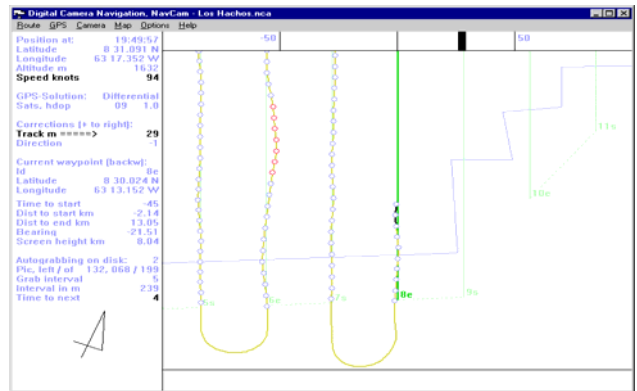 Digital Camera Navigation, NavCam - Los Hachos.nca
Route GPS Camera Map Options Help
Position at: 19:49:57
Latitude 8 31.091 N
Longitude 63 17.352 W
Altitude m 1632
Speed knots 94
GPS-Solution: Differential
Sats, hdop 09 1.0
Corrections (+ to right):
Track m =====> 29
Direction -1
Current waypoint (backw):
Id 8e
Latitude 8 30.024 N
Longitude 63 13.152 W
Time to start -45
Dist to start km -2.14
Dist to end km 13.05
Bearing -21.51
Screen height km 8.04
Autograbbing on disk: 2
Pic, left / of 132, 068 / 199
Grab interval 5
Interval in m 239
Time to next 4
-50
50
11s
10e
5s
6e
7s
8e
9s